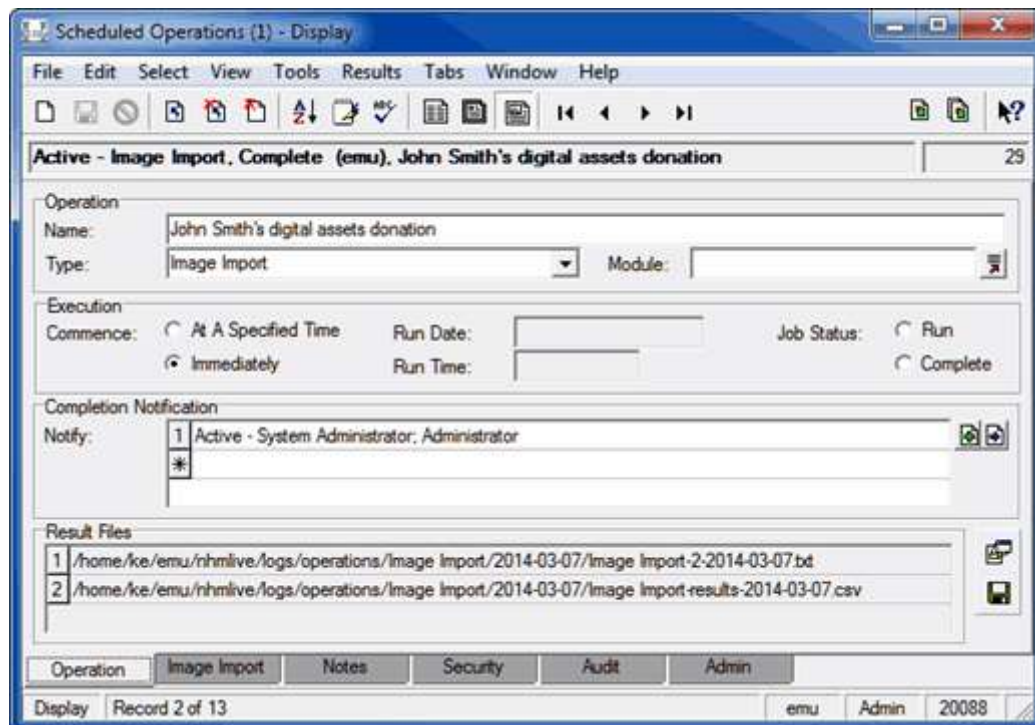 Scheduled Operations (1) - Display
File Edit Select View Tools Results Tabs Window Help
Active - Image Import, Complete (emu), John Smith's digital assets donation 29
Operation
Name: John Smith's digital assets donation
Type: Image Import Module:
Execution
Commence: At A Specified Time Run Date: Job Status: Run
Immediately Run Time: Complete
Completion Notification
Notify: 1 Active - System Administrator; Administrator
Result Files
1 /home/ke/emu/nhmlive/logs/operations/Image Import/2014-03-07/Image Import-2-2014-03-07.txt
2 /home/ke/emu/nhmlive/logs/operations/Image Import/2014-03-07/Image Import-results-2014-03-07.csv
Operation Image Import Notes Security Audit Admin
Display Record 2 of 13 emu Admin 20088